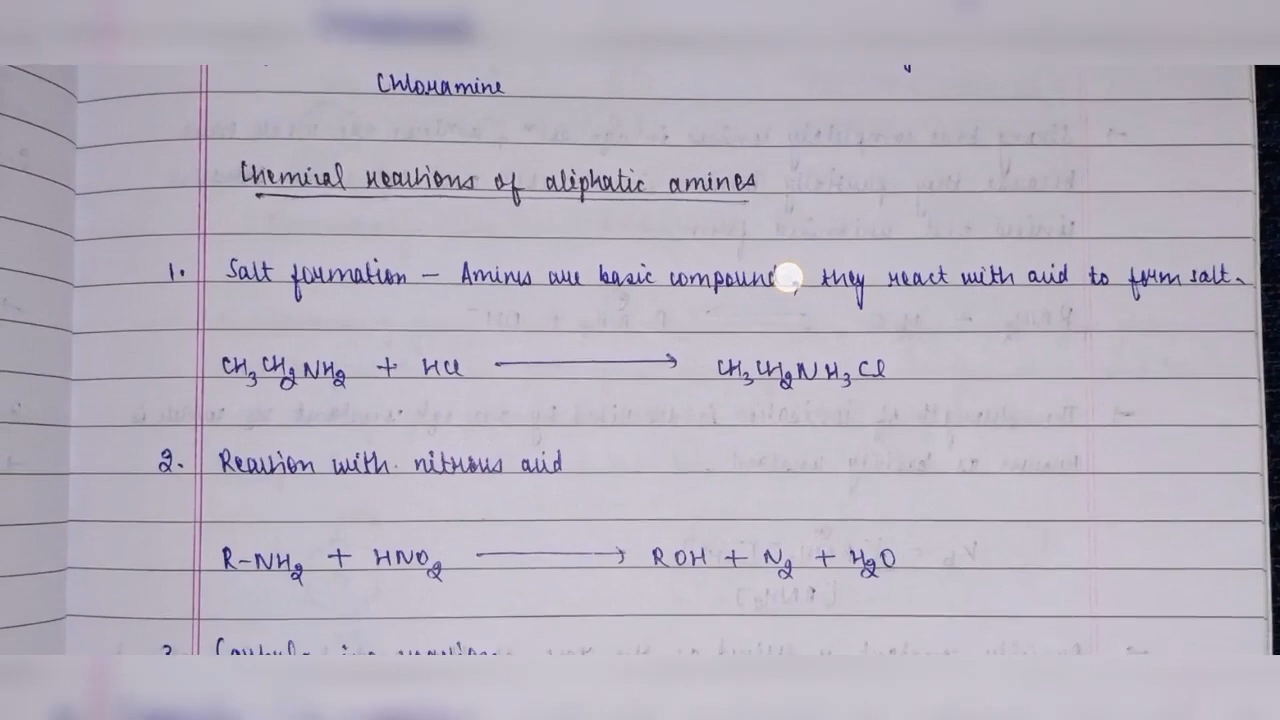 Chloramine
Chemical reactions of aliphatic amines
1. Salt formation – Amines are basic compound, they react with acid to form salt.
CH₃CH₂NH₂ + HCl ⟶ CH₃CH₂NH₃Cl
2. Reaction with nitrous acid
R-NH₂ + HNO₂ ⟶ ROH + N₂ + H₂O
3.